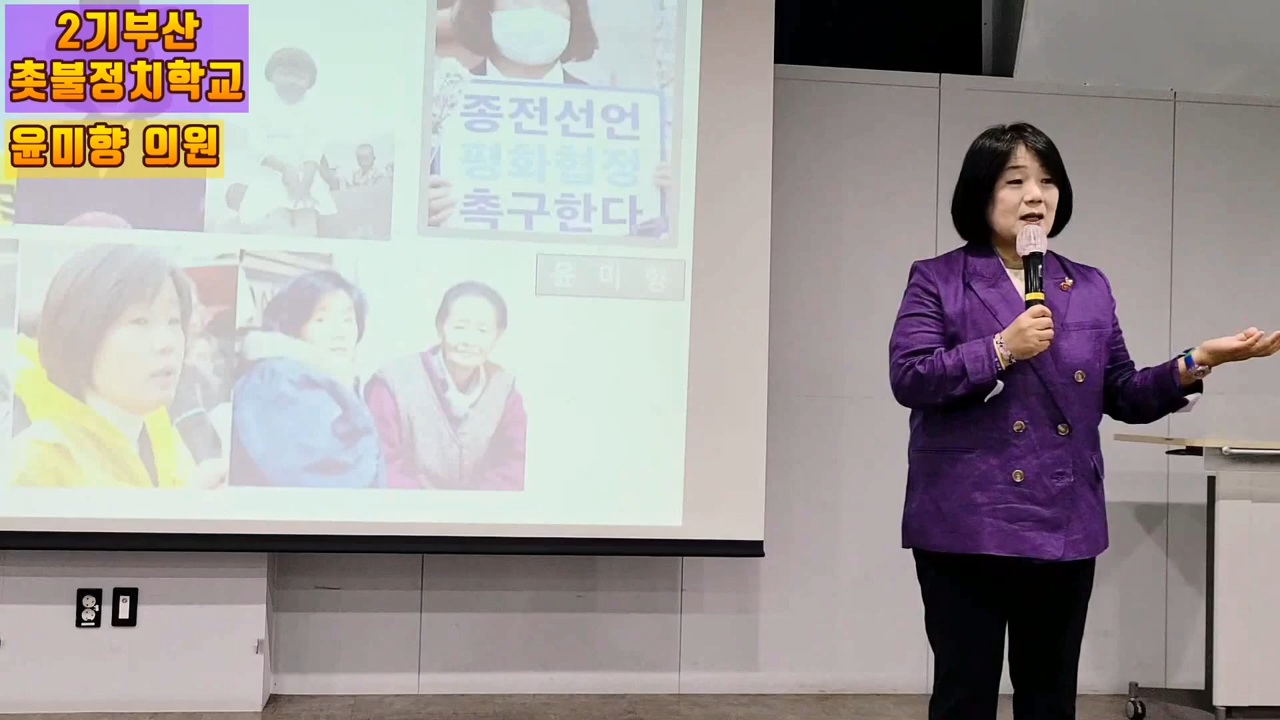 2기부산
촛불정치학교
윤미향 의원
종전선언
평화협정
촉구한다
윤 미 향